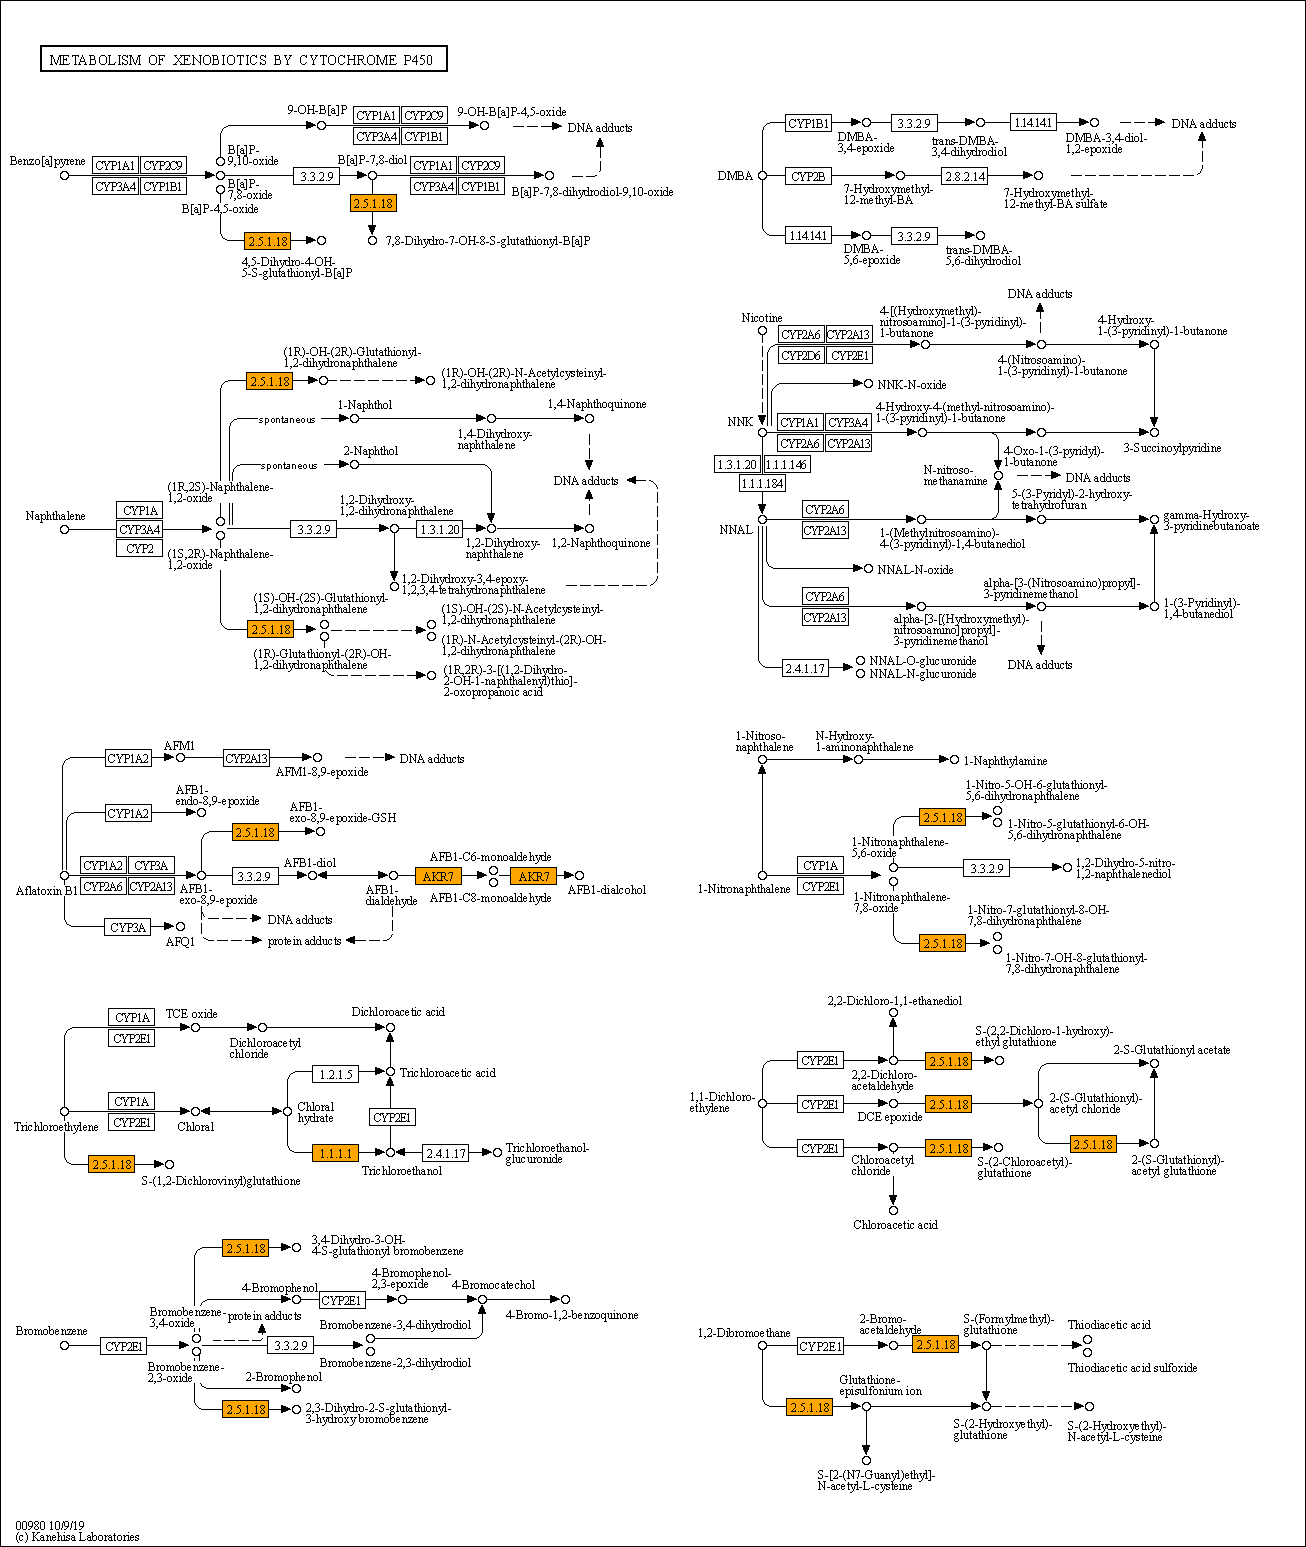 METABOLISM OF XENOBIOTICS BY CYTOCHROME P450
9-OH-B[a]P
CYP1A1
CYP2C9
9-OH-B[a]P-4,5-oxide
CYP3A4
CYP1B1
DNA adducts
B[a]P-
9,10-oxide
Benzo[a]pyrene
CYP1A1
CYP2C9
CYP3A4
CYP1B1
3.3.2.9
B[a]P-7,8-diol
CYP1A1
CYP2C9
CYP3A4
CYP1B1
B[a]P-7,8-dihydrodiol-9,10-oxide
B[a]P-
7,8-oxide
B[a]P-4,5-oxide
2.5.1.18
2.5.1.18
7,8-Dihydro-7-OH-8-S-glutathionyl-B[a]P
4,5-Dihydro-4-OH-
5-S-glutathionyl-B[a]P
CYP1B1
3.3.2.9
1.14.14.1
DNA adducts
DMBA-
3,4-epoxide
trans-DMBA-
3,4-dihydrodiol
DMBA-3,4-diol-
1,2-epoxide
DMBA
CYP2B
2.8.2.14
7-Hydroxymethyl-
12-methyl-BA
7-Hydroxymethyl-
12-methyl-BA sulfate
1.14.14.1
3.3.2.9
DMBA-
5,6-epoxide
trans-DMBA-
5,6-dihydrodiol
(1R)-OH-(2R)-Glutathionyl-
1,2-dihydronaphthalene
2.5.1.18
(1R)-OH-(2R)-N-Acetylcysteinyl-
1,2-dihydronaphthalene
1-Naphthol
1,4-Naphthoquinone
spontaneous
1,4-Dihydroxy-
naphthalene
2-Naphthol
spontaneous
DNA adducts
(1R,2S)-Naphthalene-
1,2-oxide
1,2-Dihydroxy-
1,2-dihydronaphthalene
Naphthalene
CYP1A
CYP3A4
CYP2
3.3.2.9
1.3.1.20
1,2-Dihydroxy-
naphthalene
1,2-Naphthoquinone
(1S,2R)-Naphthalene-
1,2-oxide
1,2-Dihydroxy-3,4-epoxy-
1,2,3,4-tetrahydronaphthalene
(1S)-OH-(2S)-Glutathionyl-
1,2-dihydronaphthalene
(1S)-OH-(2S)-N-Acetylcysteinyl-
1,2-dihydronaphthalene
2.5.1.18
(1R)-N-Acetylcysteinyl-(2R)-OH-
1,2-dihydronaphthalene
(1R)-Glutathionyl-(2R)-OH-
1,2-dihydronaphthalene
(1R,2R)-3-[(1,2-Dihydro-
2-OH-1-naphthalenyl)thio]-
2-oxopropanoic acid
DNA adducts
Nicotine
4-[(Hydroxymethyl)-
nitrosoamino]-1-(3-pyridinyl)-
1-butanone
4-Hydroxy-
1-(3-pyridinyl)-1-butanone
CYP2A6
CYP2A13
CYP2D6
CYP2E1
4-(Nitrosoamino)-
1-(3-pyridinyl)-1-butanone
NNK-N-oxide
4-Hydroxy-4-(methyl-nitrosoamino)-
1-(3-pyridinyl)-1-butanone
NNK
CYP1A1
CYP3A4
CYP2A6
CYP2A13
3-Succinoylpyridine
4-Oxo-1-(3-pyridyl)-
1-butanone
1.3.1.20
1.1.1.146
1.1.1.184
N-nitroso-
methanamine
DNA adducts
5-(3-Pyridyl)-2-hydroxy-
tetrahydrofuran
NNAL
CYP2A6
CYP2A13
1-(Methylnitrosoamino)-
4-(3-pyridinyl)-1,4-butanediol
gamma-Hydroxy-
3-pyridinebutanoate
NNAL-N-oxide
alpha-[3-(Nitrosoamino)propyl]-
3-pyridinemethanol
CYP2A6
CYP2A13
alpha-[3-[(Hydroxymethyl)-
nitrosoamino]propyl]-
3-pyridinemethanol
1-(3-Pyridinyl)-
1,4-butanediol
DNA adducts
2.4.1.17
NNAL-O-glucuronide
NNAL-N-glucuronide
AFM1
CYP1A2
CYP2A13
DNA adducts
AFM1-8,9-epoxide
AFB1-
endo-8,9-epoxide
CYP1A2
AFB1-
exo-8,9-epoxide-GSH
2.5.1.18
CYP1A2
CYP3A
CYP2A6
CYP2A13
Aflatoxin B1
3.3.2.9
AFB1-diol
AFB1-C6-monoaldehyde
AKR7
AKR7
AFB1-
exo-8,9-epoxide
AFB1-
dialdehyde
AFB1-C8-monoaldehyde
AFB1-dialcohol
DNA adducts
CYP3A
AFQ1
protein adducts
1-Nitroso-
naphthalene
N-Hydroxy-
1-aminonaphthalene
1-Naphthylamine
1-Nitro-5-OH-6-glutathionyl-
5,6-dihydronaphthalene
2.5.1.18
1-Nitro-5-glutathionyl-6-OH-
5,6-dihydronaphthalene
1-Nitronaphthalene-
5,6-oxide
CYP1A
CYP2E1
3.3.2.9
1,2-Dihydro-5-nitro-
1,2-naphthalenediol
1-Nitronaphthalene
1-Nitronaphthalene-
7,8-oxide
1-Nitro-7-glutathionyl-8-OH-
7,8-dihydronaphthalene
2.5.1.18
1-Nitro-7-OH-8-glutathionyl-
7,8-dihydronaphthalene
CYP1A
CYP2E1
TCE oxide
Dichloroacetic acid
Dichloroacetyl
chloride
1.2.1.5
Trichloroacetic acid
CYP1A
CYP2E1
Chloral
hydrate
CYP2E1
Trichloroethylene
Chloral
1.1.1.1
2.4.1.17
Trichloroethanol-
glucuronide
Trichloroethanol
2.5.1.18
S-(1,2-Dichlorovinyl)glutathione
2,2-Dichloro-1,1-ethanediol
S-(2,2-Dichloro-1-hydroxy)-
ethyl glutathione
CYP2E1
2.5.1.18
2-S-Glutathionyl acetate
2,2-Dichloro-
acetaldehyde
1,1-Dichloro-
ethylene
CYP2E1
2.5.1.18
2-(S-Glutathionyl)-
acetyl chloride
DCE epoxide
CYP2E1
2.5.1.18
2.5.1.18
Chloroacetyl
chloride
S-(2-Chloroacetyl)-
glutathione
2-(S-Glutathionyl)-
acetyl glutathione
Chloroacetic acid
2.5.1.18
3,4-Dihydro-3-OH-
4-S-glutathionyl bromobenzene
4-Bromophenol
CYP2E1
4-Bromophenol-
2,3-epoxide
4-Bromocatechol
4-Bromo-1,2-benzoquinone
Bromobenzene-
3,4-oxide
protein adducts
Bromobenzene-3,4-dihydrodiol
Bromobenzene
CYP2E1
3.3.2.9
Bromobenzene-2,3-dihydrodiol
Bromobenzene-
2,3-oxide
2-Bromophenol
2.5.1.18
2,3-Dihydro-2-S-glutathionyl-
3-hydroxy bromobenzene
1,2-Dibromoethane
CYP2E1
2-Bromo-
acetaldehyde
2.5.1.18
S-(Formylmethyl)-
glutathione
Thiodiacetic acid
Thiodiacetic acid sulfoxide
Glutathione-
episulfonium ion
2.5.1.18
S-(2-Hydroxyethyl)-
glutathione
S-(2-Hydroxyethyl)-
N-acetyl-L-cysteine
S-[2-(N7-Guanyl)ethyl]-
N-acetyl-L-cysteine
00980 10/9/19
(c) Kanehisa Laboratories